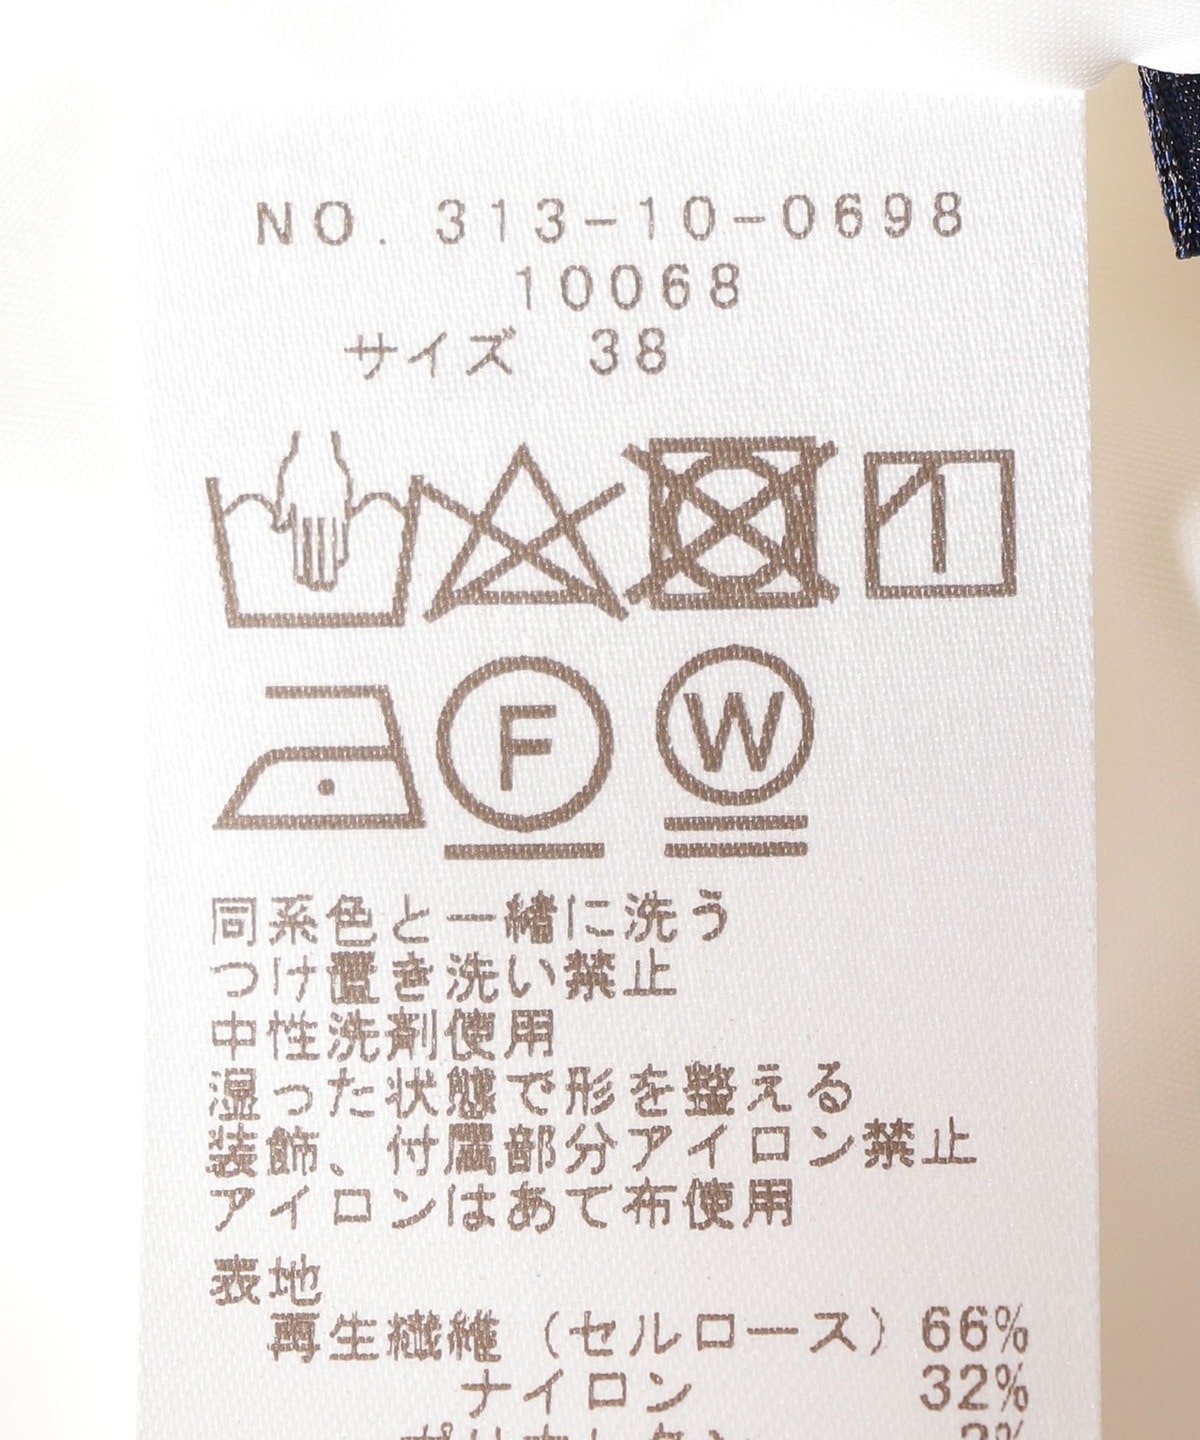 NO. 313-10-0698
10068
サイズ 38
F
W
同系色と一緒に洗う
つけ置き洗い禁止
中性洗剤使用
湿った状態で形を整える
装飾、付属部分アイロン禁止
アイロンはあて布使用
表地
再生繊維（セルロース） 66%
ナイロン 32%